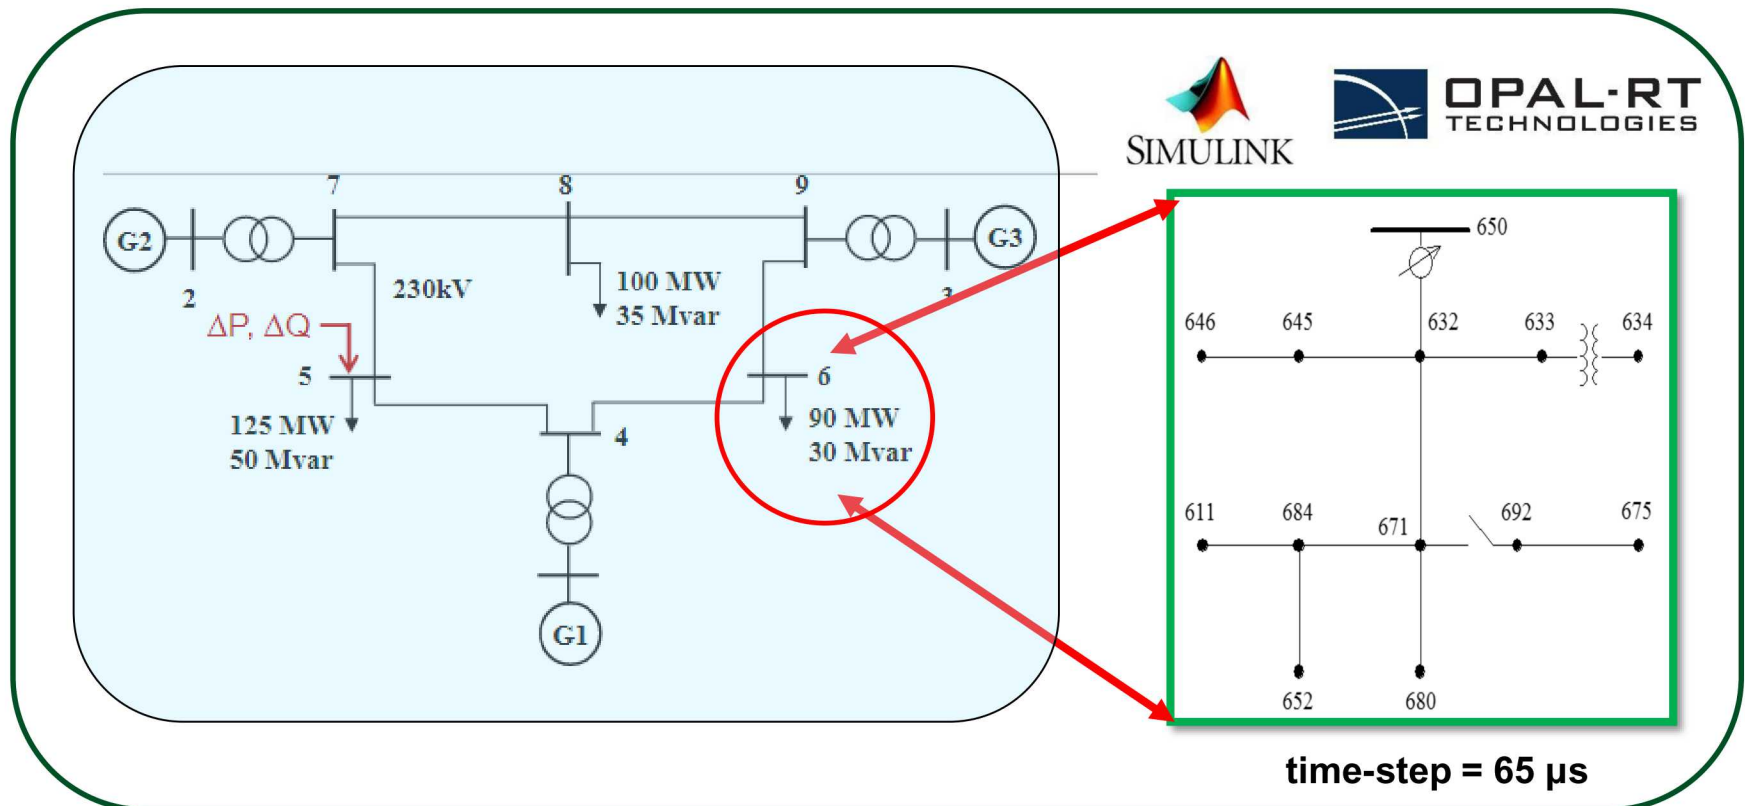 SIMULINK
OPAL-RT
TECHNOLOGIES
7
8
9
G2
G3
2
230kV
100 MW
35 Mvar
3
ΔP, ΔQ
5
6
125 MW
50 Mvar
4
90 MW
30 Mvar
G1
650
646
645
632
633
634
611
684
671
692
675
652
680
time-step = 65 µs